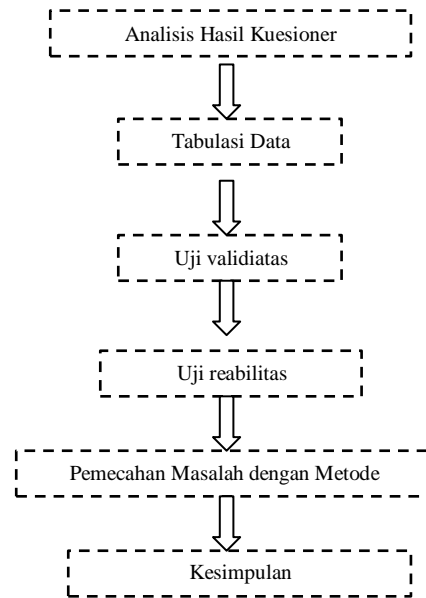 Analisis Hasil Kuesioner
Tabulasi Data
Uji validiatas
Uji reabilitas
Pemecahan Masalah dengan Metode
Kesimpulan